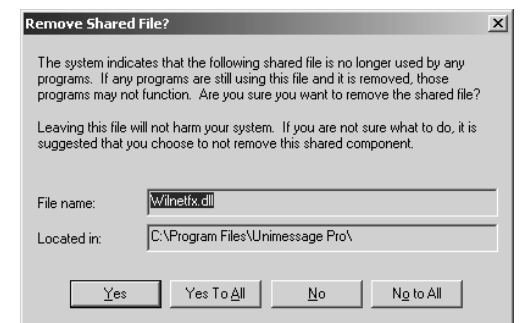 Remove Shared File?
The system indicates that the following shared file is no longer used by any
programs. If any programs are still using this file and it is removed, those
programs may not function. Are you sure you want to remove the shared file?
Leaving this file will not harm your system. If you are not sure what to do, it is
suggested that you choose to not remove this shared component.
File name: Wilnetfx.dll
Located in: C:\Program Files\Unimessage Pro\
Yes Yes To All No No to All